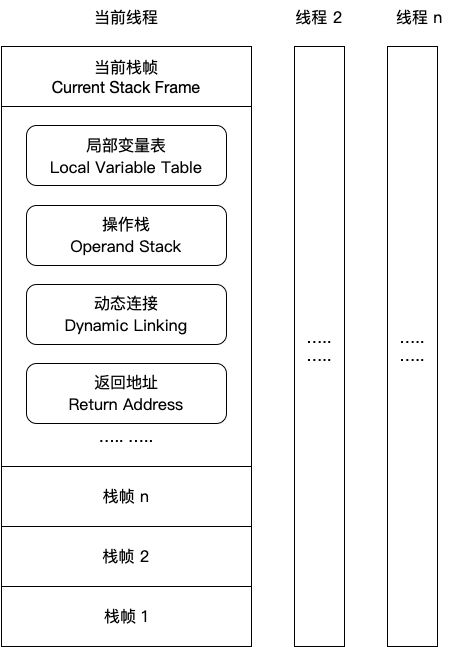 当前线程
线程 2
线程 n
当前栈帧
Current Stack Frame
局部变量表
Local Variable Table
操作栈
Operand Stack
动态连接
Dynamic Linking
返回地址
Return Address
..... .....
栈帧 n
栈帧 2
栈帧 1
.....
.....
.....
.....